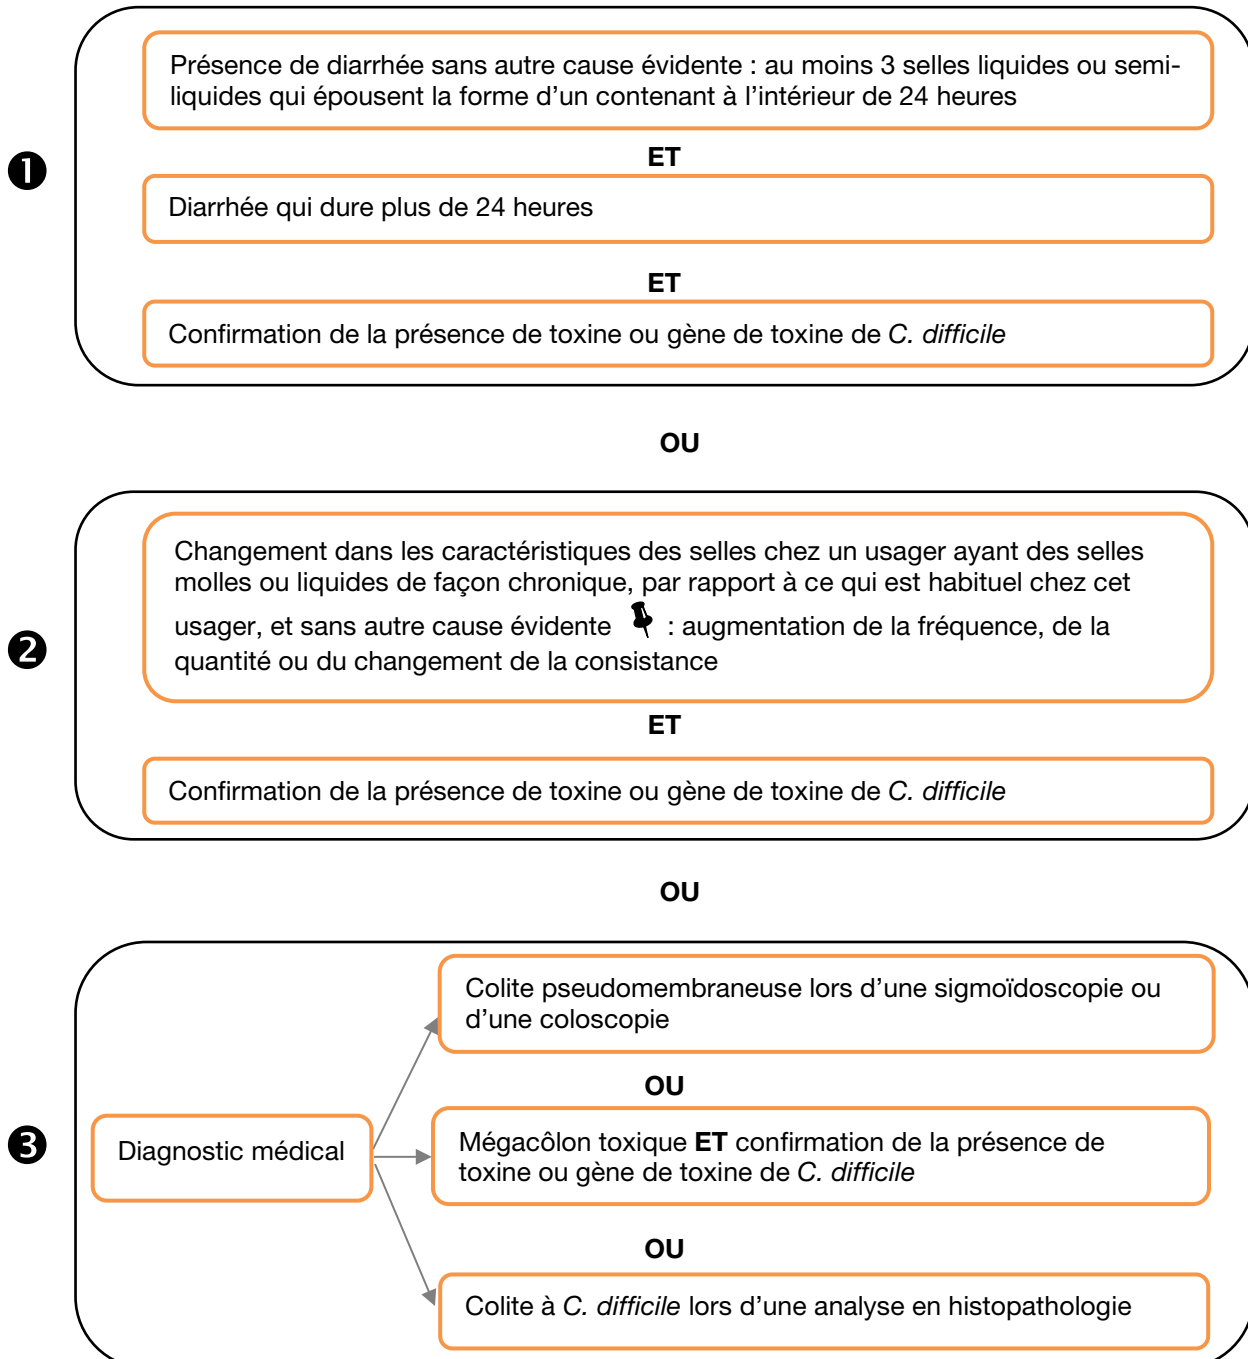 Présence de diarrhée sans autre cause évidente : au moins 3 selles liquides ou semi-
liquides qui épousent la forme d’un contenant à l’intérieur de 24 heures
❶
ET
Diarrhée qui dure plus de 24 heures
ET
Confirmation de la présence de toxine ou gène de toxine de C. difficile
OU
Changement dans les caractéristiques des selles chez un usager ayant des selles
molles ou liquides de façon chronique, par rapport à ce qui est habituel chez cet
usager, et sans autre cause évidente : augmentation de la fréquence, de la
quantité ou du changement de la consistance
❷
ET
Confirmation de la présence de toxine ou gène de toxine de C. difficile
OU
❸
Diagnostic médical
Colite pseudomembraneuse lors d’une sigmoïdoscopie ou
d’une coloscopie
OU
Mégacôlon toxique ET confirmation de la présence de
toxine ou gène de toxine de C. difficile
OU
Colite à C. difficile lors d’une analyse en histopathologie